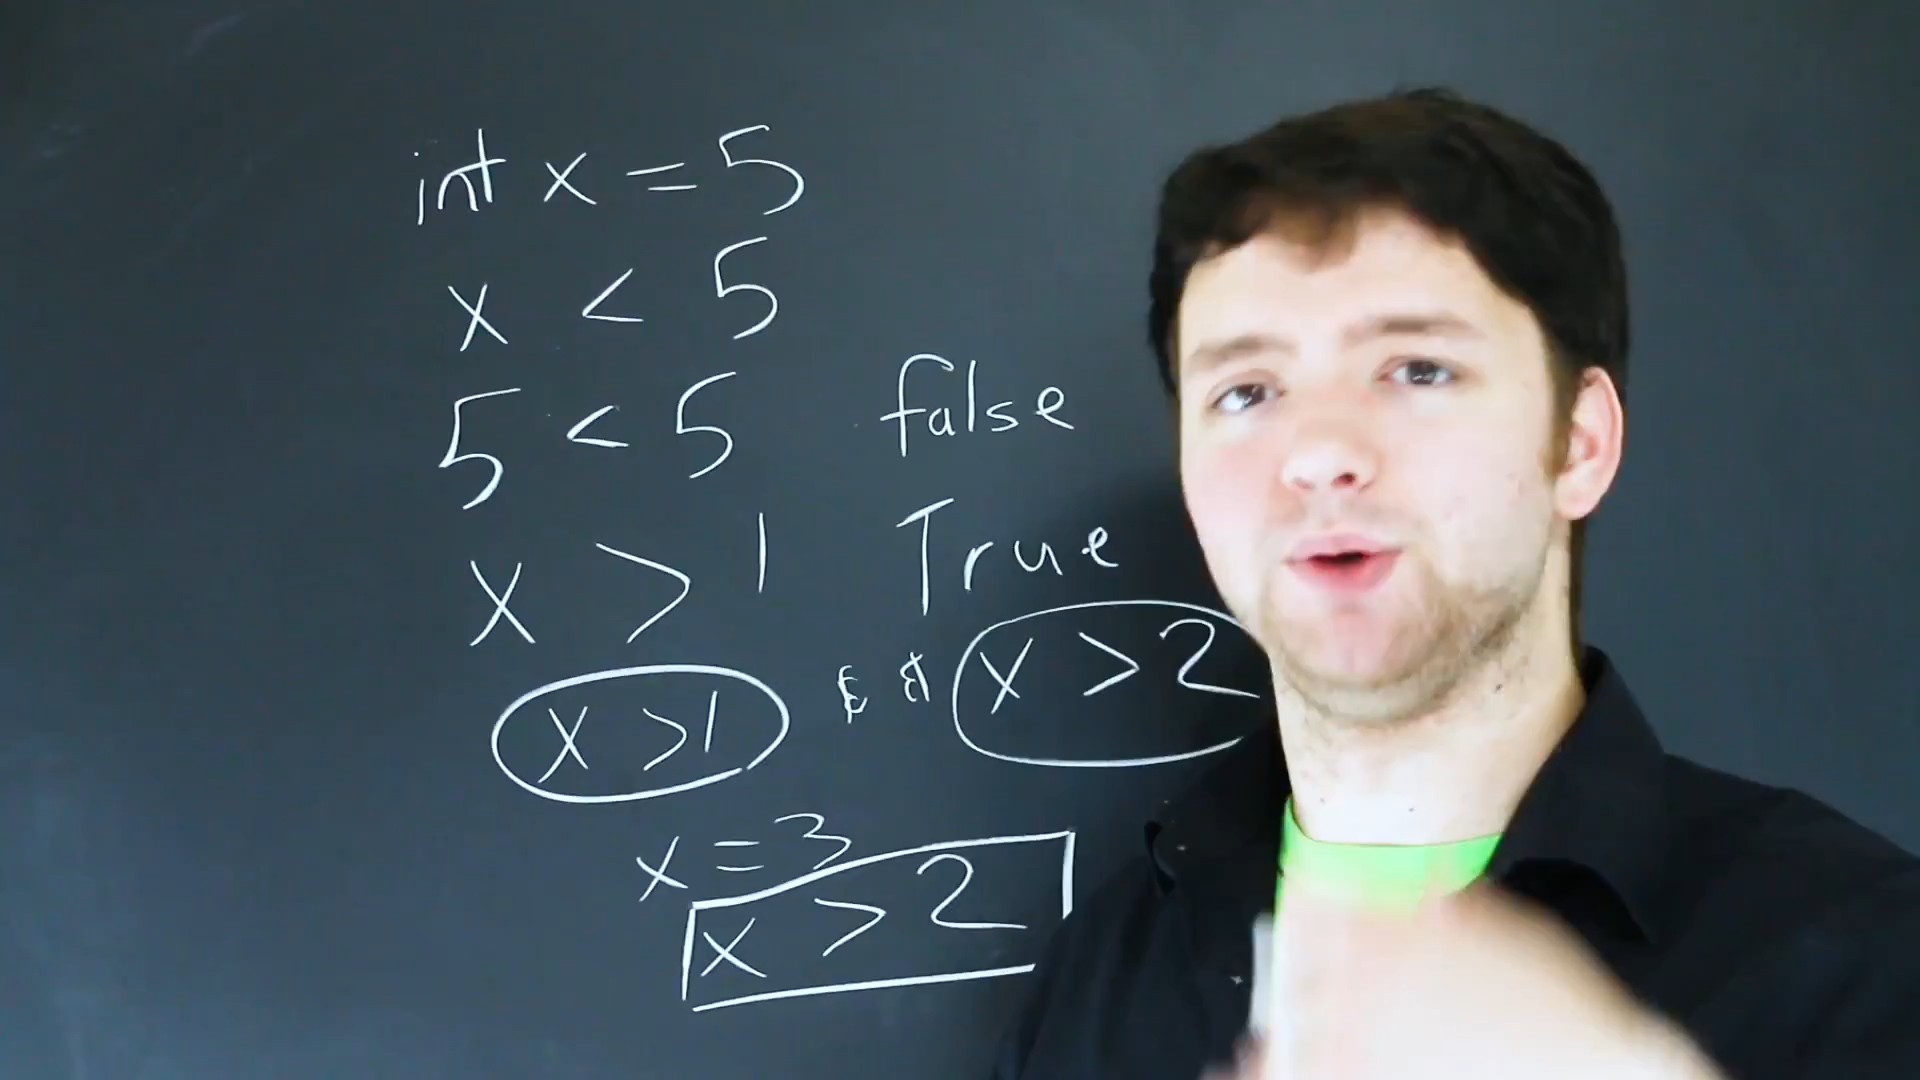 int x = 5
x < 5
5 < 5 false
x > 1 True
x > 1 && x > 2
x = 3
x > 2